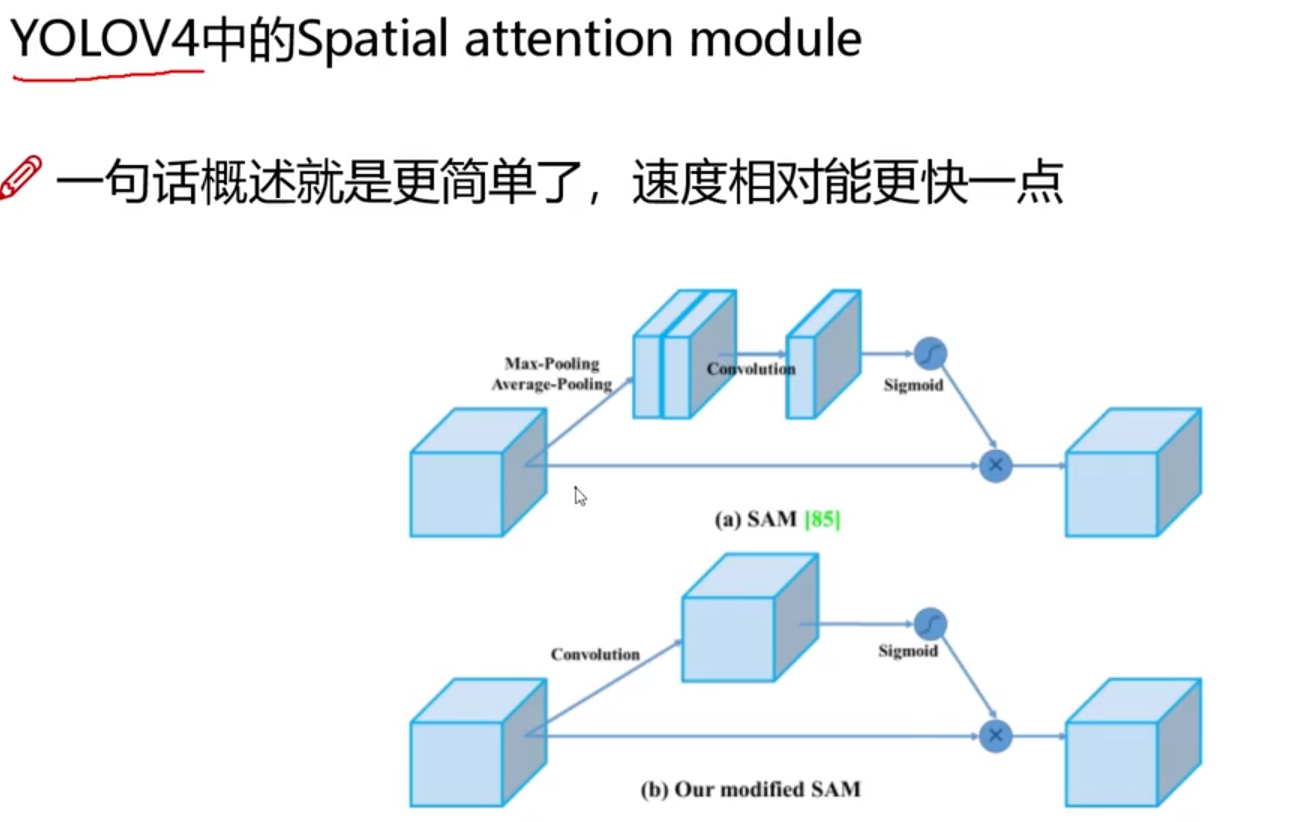 YOLOV4中的Spatial attention module
一句话概述就是更简单了，速度相对能更快一点
Max-Pooling
Average-Pooling
Convolution
Sigmoid
(a) SAM [85]
Convolution
Sigmoid
(b) Our modified SAM